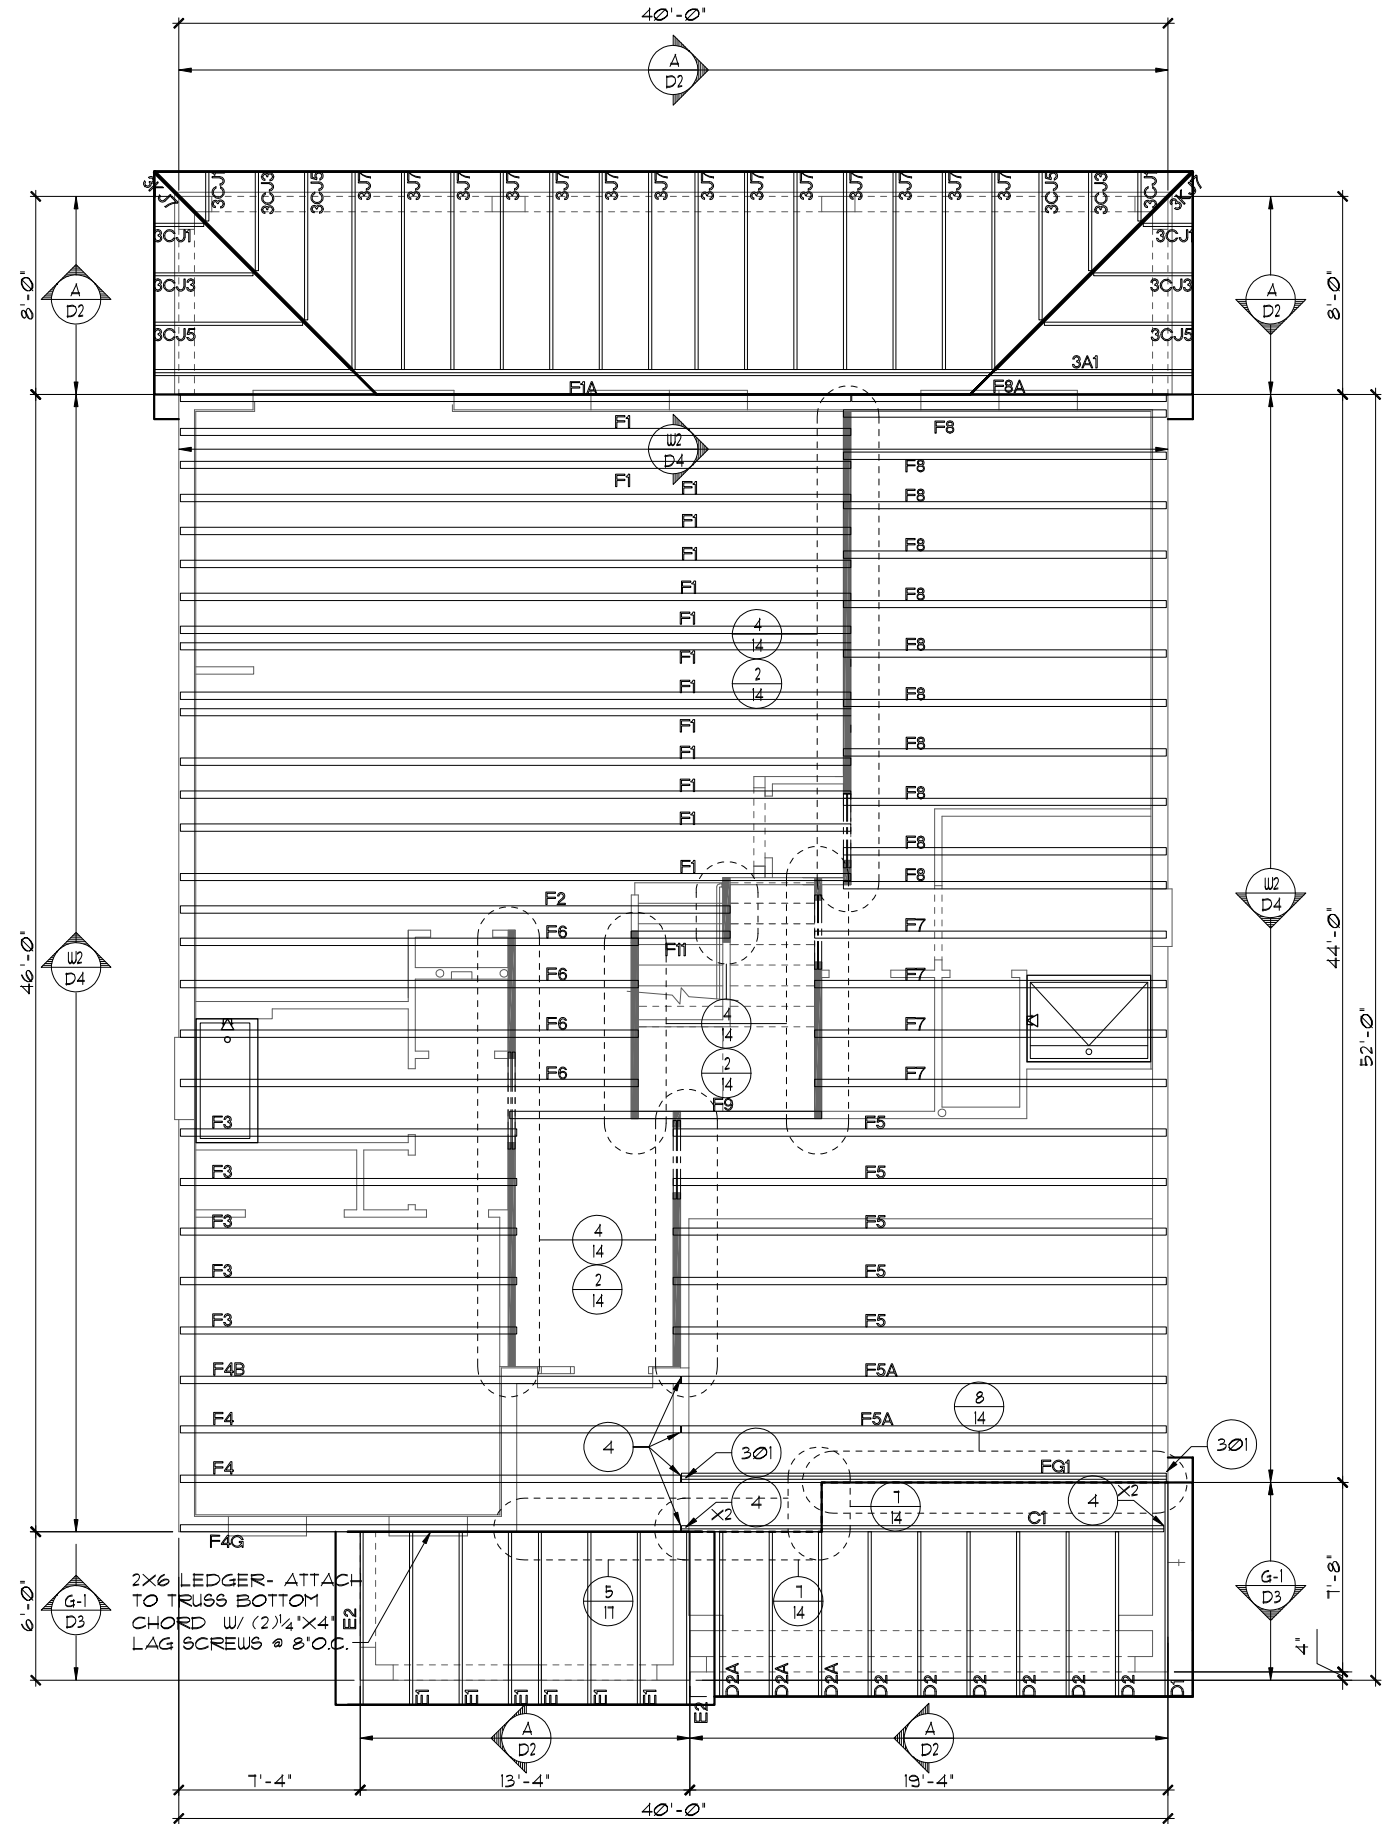 40'-0"
A
D2
3KJ7
3CJ1
3CJ3
3CJ5
3J7
3J7
3J7
3J7
3J7
3J7
3J7
3J7
3J7
3J7
3J7
3J7
3J7
3J7
3CJ5
3CJ3
3CJ1
3KJ7
3CJ1
3CJ1
8'-0"
A
D2
3CJ3
3CJ3
A
D2
8'-0"
3CJ5
3CJ5
3A1
F1A
F8A
F1
F8
W2
D4
F8
F1
F1
F8
F1
F8
F1
F8
F1
F8
F1
4
14
F8
F1
2
14
F1
F8
F1
F8
F1
F1
F8
F1
F8
F1
F8
F2
W2
D4
F6
F11
F7
46'-0"
W2
D4
44'-0"
F6
F7
F6
4
14
F7
52'-0"
F6
2
14
F7
F9
F3
F5
F3
F5
F3
4
14
F5
F3
2
14
F5
F3
F5
F4B
F5A
F4
8
14
F5A
4
301
301
F4
FG1
4
X2
7
14
4
X2
C1
F4G
2X6 LEDGER- ATTACH
TO TRUSS BOTTOM
CHORD W/ (2)1/4"X4"
LAG SCREWS @ 8"O.C.
6'-0"
G-1
D3
E2
5
17
7
14
G-1
D3
7'-8"
4"
E1
E1
E1
E1
E1
E1
E2
D2A
D2A
D2A
D2
D2
D2
D2
D2
D2
D1
A
D2
A
D2
7'-4"
13'-4"
19'-4"
40'-0"